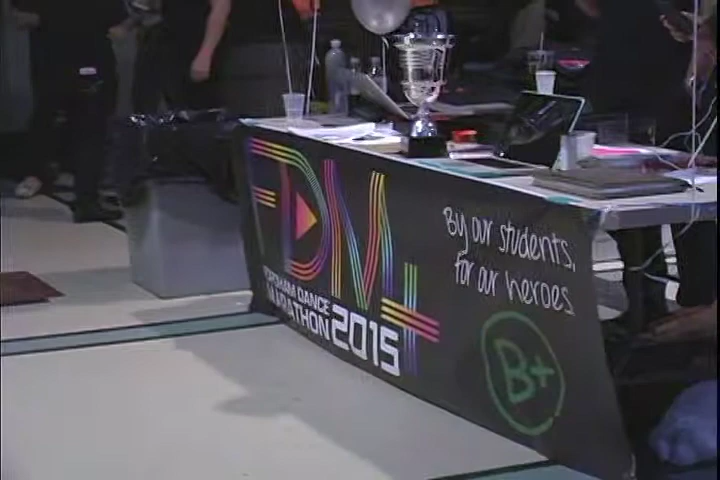 FDM+
FORDHAM DANCE
MARATHON 2015
By our students,
for our heroes
B+